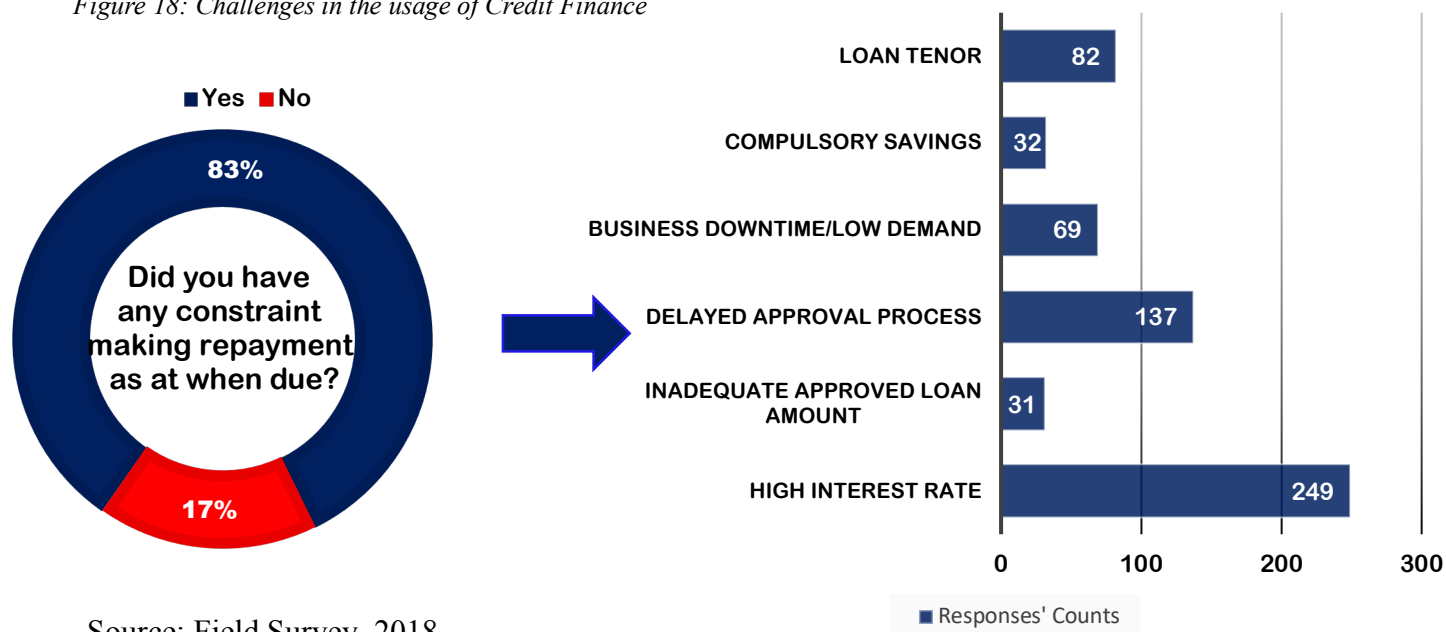 Figure 18: Challenges in the usage of Credit Finance
Yes No
83%
Did you have
any constraint
making repayment
as at when due?
17%
LOAN TENOR
82
COMPULSORY SAVINGS
32
BUSINESS DOWNTIME/LOW DEMAND
69
DELAYED APPROVAL PROCESS
137
INADEQUATE APPROVED LOAN
AMOUNT
31
HIGH INTEREST RATE
249
0 100 200 300
Responses' Counts
Source: Field Survey, 2018